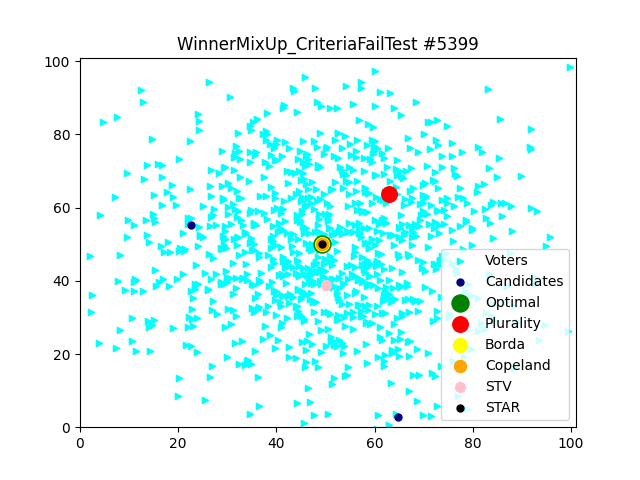 WinnerMixUp_CriteriaFailTest #5399
100
80
60
40
20
0
0 20 40 60 80 100
Voters
Candidates
Optimal
Plurality
Borda
Copeland
STV
STAR